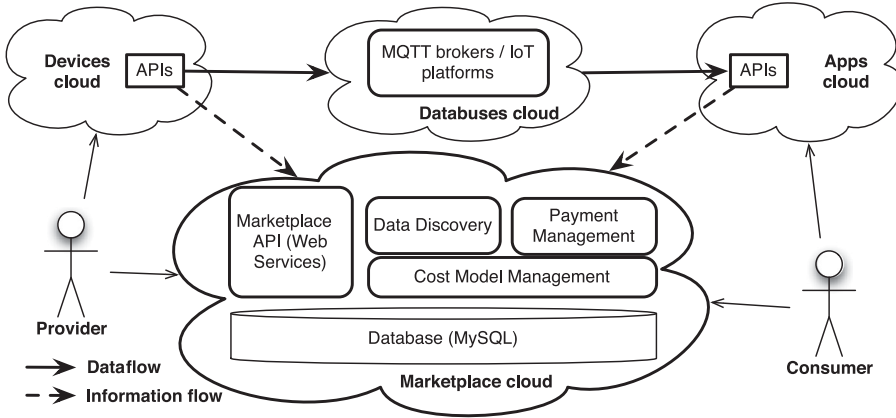 Devices
cloud
APIs
MQTT brokers / IoT
platforms
Databuses cloud
APIs
Apps
cloud
Marketplace
API (Web
Services)
Data Discovery
Payment
Management
Cost Model Management
Database (MySQL)
Marketplace cloud
Provider
Consumer
Dataflow
Information flow